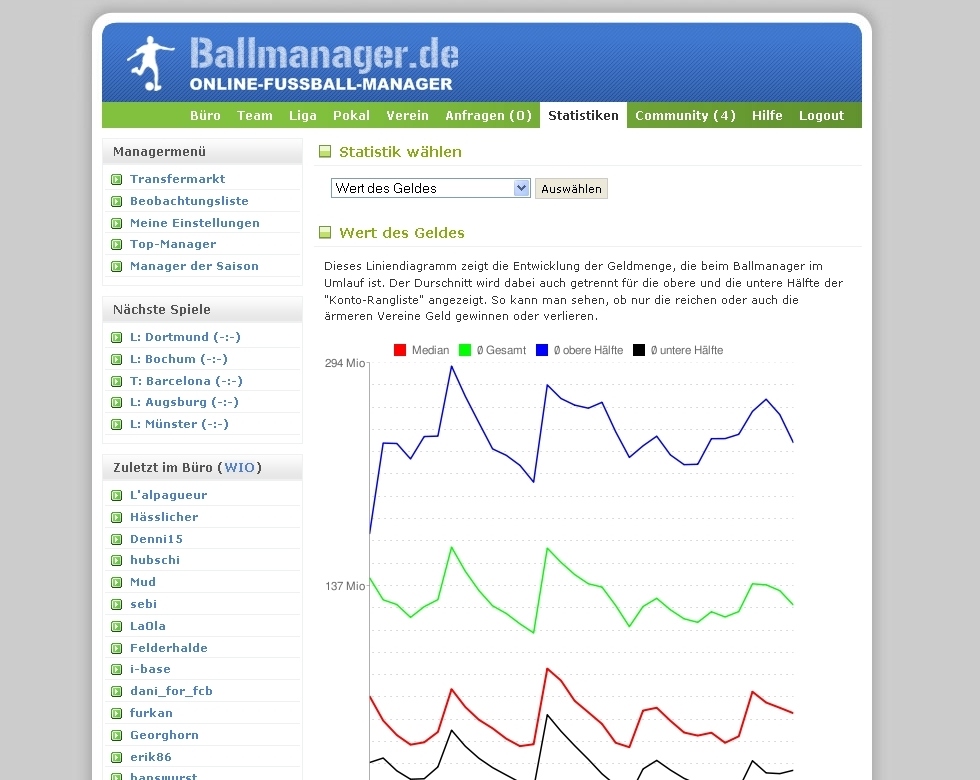 Ballmanager.de
ONLINE-FUSSBALL-MANAGER
Büro Team Liga Pokal Verein Anfragen (0) Statistiken Community (4) Hilfe Logout
Managermenü
Transfermarkt
Beobachtungsliste
Meine Einstellungen
Top-Manager
Manager der Saison
Nächste Spiele
L: Dortmund (-:-)
L: Bochum (-:-)
T: Barcelona (-:-)
L: Augsburg (-:-)
L: Münster (-:-)
Zuletzt im Büro (WIO)
L'alpagueur
Hässlicher
Denni15
hubschi
Mud
sebi
LaOla
Felderhalde
i-base
dani_for_fcb
furkan
Georghorn
erik86
hanswurst
Statistik wählen
Wert des Geldes Auswählen
Wert des Geldes
Dieses Liniendiagramm zeigt die Entwicklung der Geldmenge, die beim Ballmanager im
Umlauf ist. Der Durschnitt wird dabei auch getrennt für die obere und die untere Hälfte der
"Konto-Rangliste" angezeigt. So kann man sehen, ob nur die reichen oder auch die
ärmeren Vereine Geld gewinnen oder verlieren.
Median Ø Gesamt Ø obere Hälfte Ø untere Hälfte
294 Mio
137 Mio